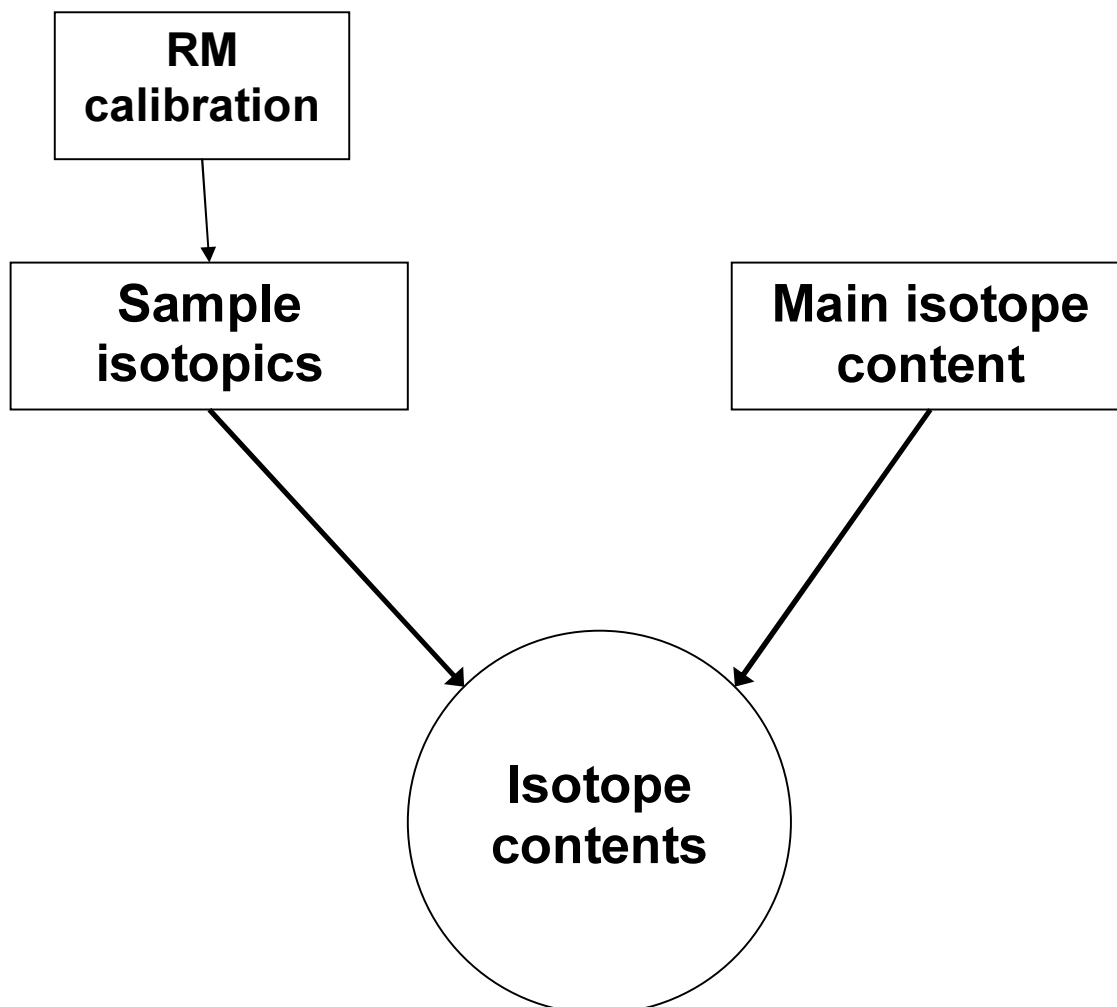 RM
calibration
Sample
isotopics
Main isotope
content
Isotope
contents